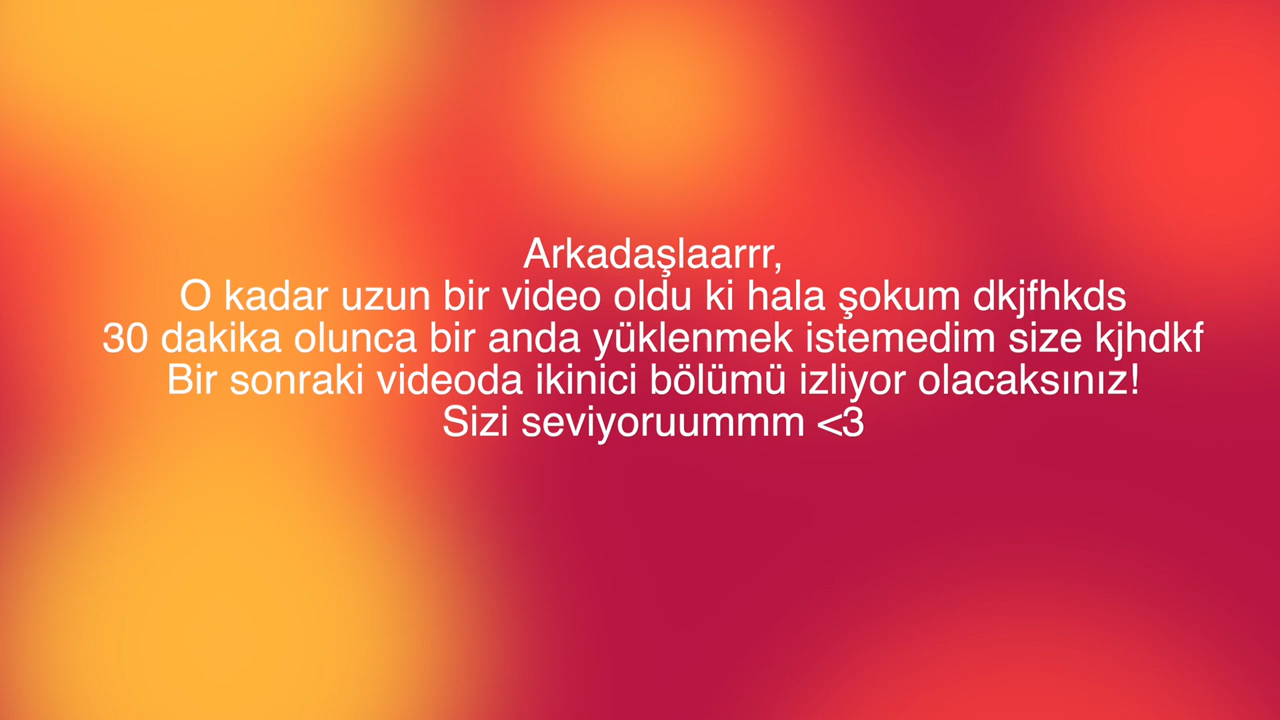 Arkadaşlaarrr,
O kadar uzun bir video oldu ki hala şokum dkjfhkds
30 dakika olunca bir anda yüklenmek istemedim size kjhdkf
Bir sonraki videoda ikinici bölümü izliyor olacaksınız!
Sizi seviyoruummm <3